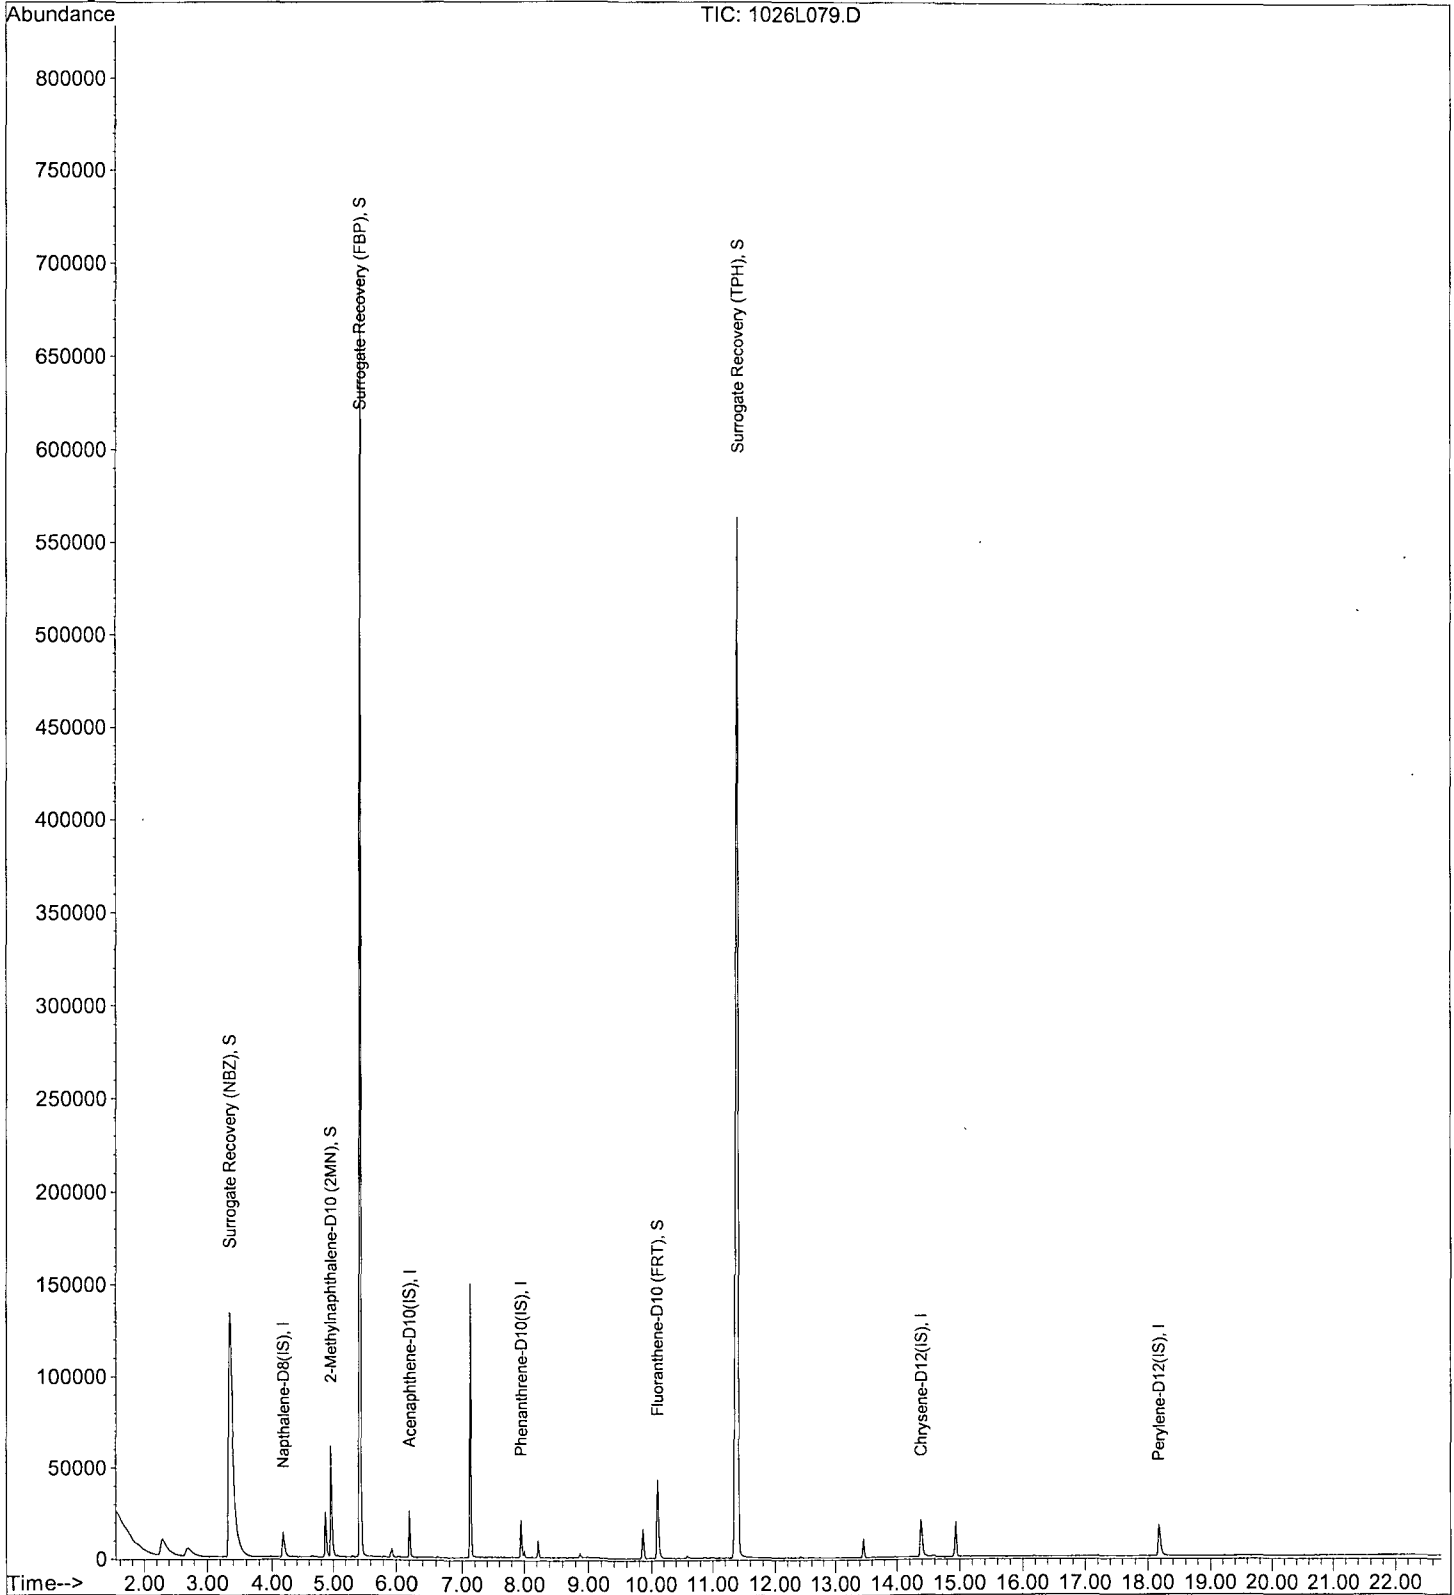 Abundance
TIC: 1026L079.D
800000
750000
700000
650000
600000
550000
500000
450000
400000
350000
300000
250000
200000
150000
100000
50000
0
Surrogate Recovery (NBZ), S
Napthalene-D8(IS), I
2-Methylnaphthalene-D10 (2MN), S
Surrogate Recovery (FBP), S
Acenaphthene-D10(IS), I
Phenanthrene-D10(IS), I
Fluoranthene-D10 (FRT), S
Surrogate Recovery (TPH), S
Chrysene-D12(IS), I
Perylene-D12(IS), I
Time--> 2.00 3.00 4.00 5.00 6.00 7.00 8.00 9.00 10.00 11.00 12.00 13.00 14.00 15.00 16.00 17.00 18.00 19.00 20.00 21.00 22.00